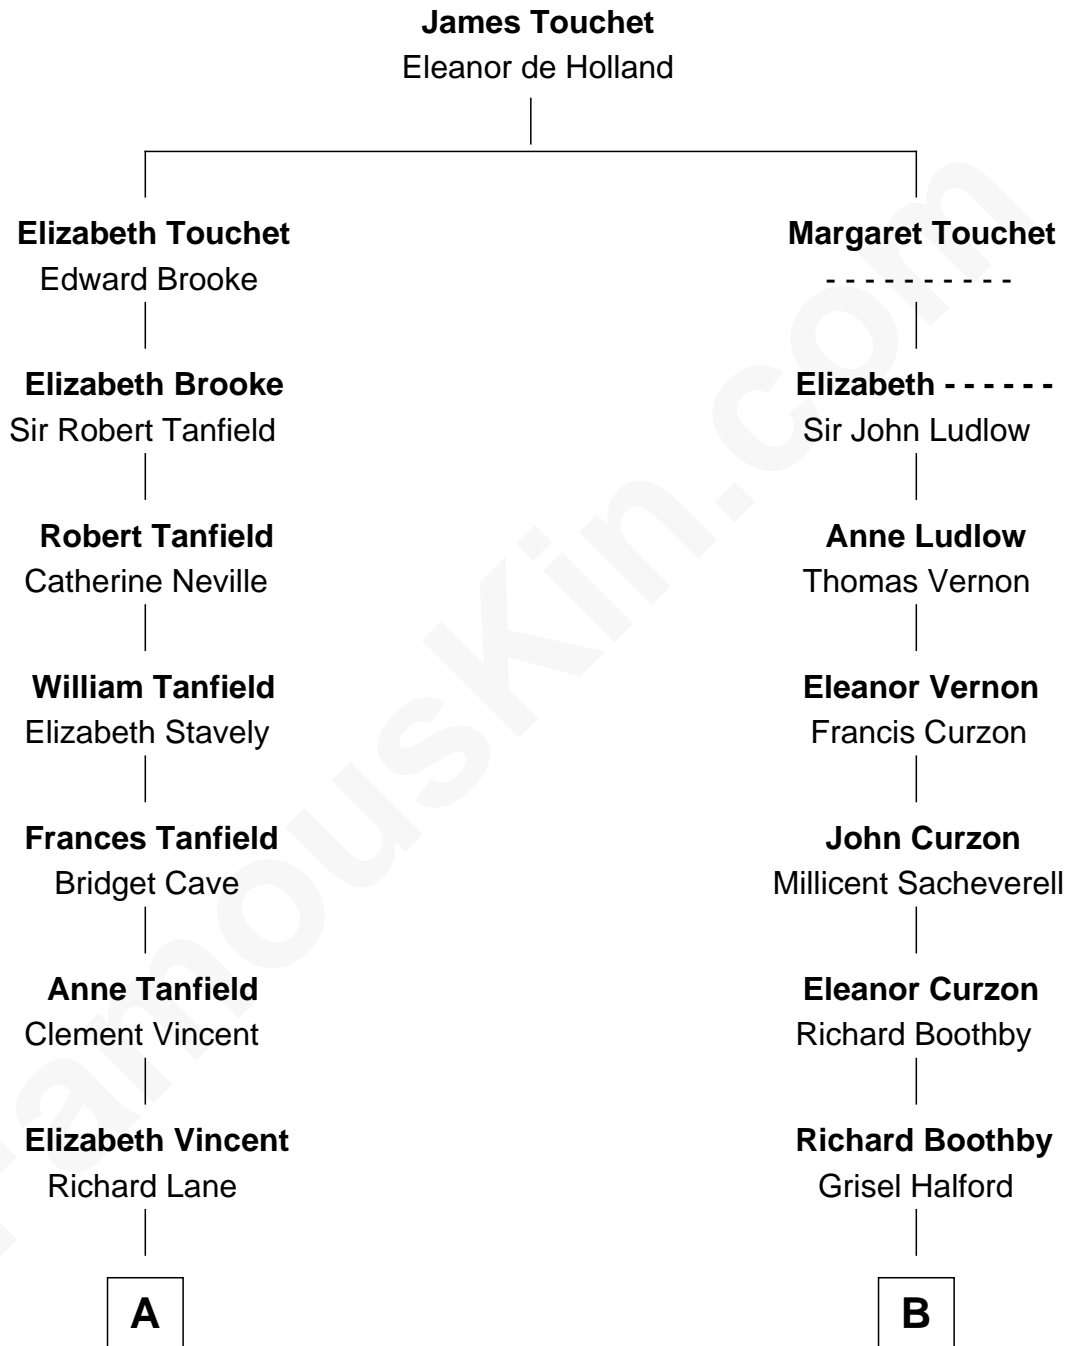 James Touchet
Eleanor de Holland
Elizabeth Touchet
Edward Brooke
Elizabeth Brooke
Sir Robert Tanfield
Robert Tanfield
Catherine Neville
William Tanfield
Elizabeth Stavely
Frances Tanfield
Bridget Cave
Anne Tanfield
Clement Vincent
Elizabeth Vincent
Richard Lane
A
Margaret Touchet
- - - - - - - - - -
Elizabeth - - - - - -
Sir John Ludlow
Anne Ludlow
Thomas Vernon
Eleanor Vernon
Francis Curzon
John Curzon
Millicent Sacheverell
Eleanor Curzon
Richard Boothby
Richard Boothby
Grisel Halford
B
FamousKin.com